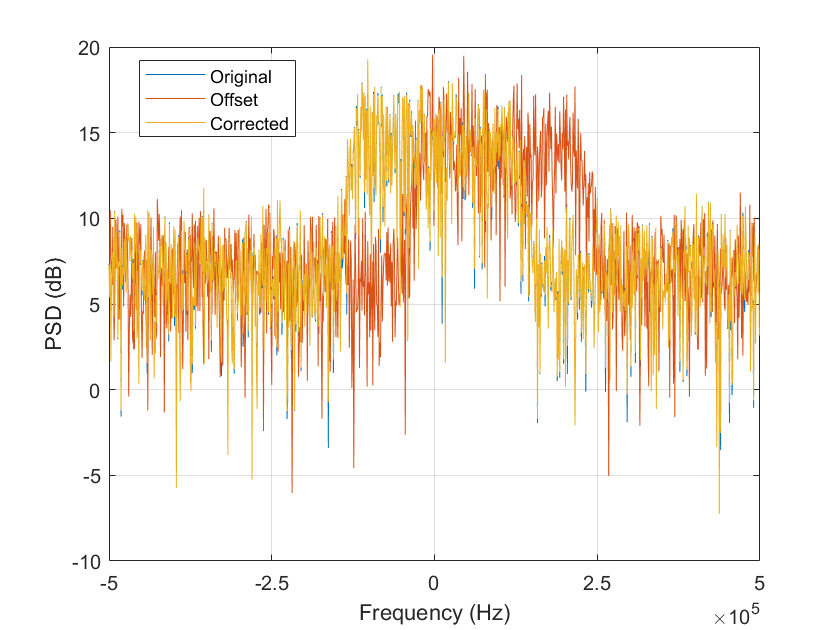 20
15
10
5
0
-5
-10
PSD (dB)
Original
Offset
Corrected
-5
-2.5
0
2.5
5
Frequency (Hz)
×10⁵